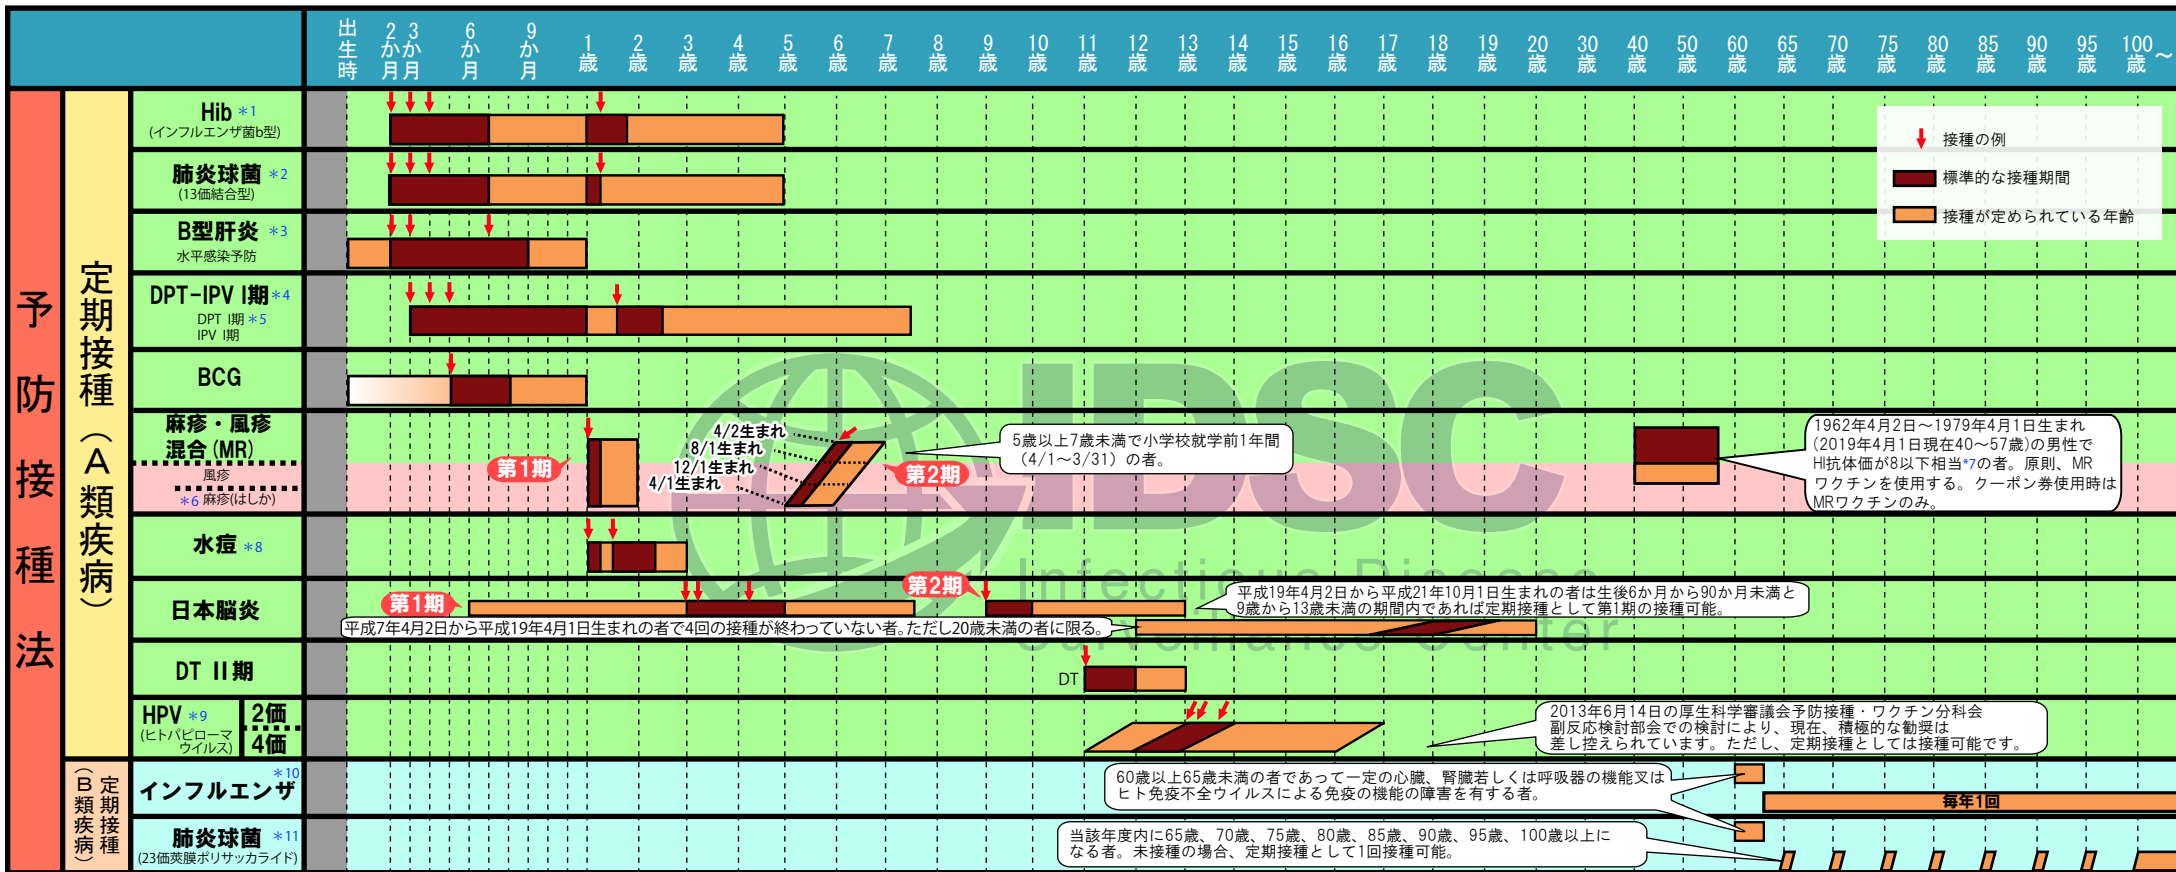 出生時
2か月
3か月
6か月
9か月
1歳
2歳
3歳
4歳
5歳
6歳
7歳
8歳
9歳
10歳
11歳
12歳
13歳
14歳
15歳
16歳
17歳
18歳
19歳
20歳
30歳
40歳
50歳
60歳
65歳
70歳
75歳
80歳
85歳
90歳
95歳
100歳～
予防接種法
定期接種（A類疾病）
Hib *1
(インフルエンザ菌b型)
接種の例
標準的な接種期間
接種が定められている年齢
肺炎球菌 *2
(13価結合型)
B型肝炎 *3
水平感染予防
DPT-IPV I期*4
DPT I期*5
IPV I期
BCG
IDSC
Infectious Disease
Surveillance Center
麻疹・風疹
混合(MR)
風疹
*6 麻疹(はしか)
第1期
4/2生まれ
8/1生まれ
12/1生まれ
4/1生まれ
第2期
5歳以上7歳未満で小学校就学前1年間
（4/1～3/31）の者。
1962年4月2日～1979年4月1日生まれ
(2019年4月1日現在40～57歳)の男性で
HI抗体価が8以下相当*7の者。原則、MR
ワクチンを使用する。クーポン券使用時は
MRワクチンのみ。
水痘 *8
日本脳炎
第1期
第2期
平成19年4月2日から平成21年10月1日生まれの者は生後6か月から90か月未満と
9歳から13歳未満の期間内であれば定期接種として第1期の接種可能。
平成7年4月2日から平成19年4月1日生まれの者で4回の接種が終わっていない者。ただし20歳未満の者に限る。
DT II期
DT
HPV *9
(ヒトパピローマ
ウイルス)
2価
4価
2013年6月14日の厚生科学審議会予防接種・ワクチン分科会
副反応検討部会での検討により、現在、積極的な勧奨は
差し控えられています。ただし、定期接種としては接種可能です。
定期接種
（B類疾病）
インフルエンザ *10
60歳以上65歳未満の者であって一定の心臓、腎臓若しくは呼吸器の機能又は
ヒト免疫不全ウイルスによる免疫の機能の障害を有する者。
毎年1回
肺炎球菌 *11
(23価莢膜ポリサッカライド)
当該年度内に65歳、70歳、75歳、80歳、85歳、90歳、95歳、100歳以上に
なる者。未接種の場合、定期接種として1回接種可能。